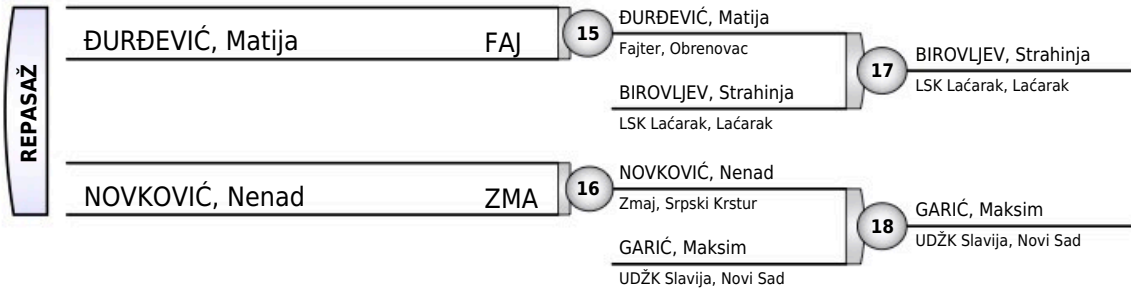 REPASAŽ
ĐURĐEVIĆ, Matija FAJ
15
ĐURĐEVIĆ, Matija
Fajter, Obrenovac
BIROVLJEV, Strahinja
LSK Laćarak, Laćarak
17
BIROVLJEV, Strahinja
LSK Laćarak, Laćarak
NOVKOVIĆ, Nenad ZMA
16
NOVKOVIĆ, Nenad
Zmaj, Srpski Krstur
GARIĆ, Maksim
UDŽK Slavija, Novi Sad
18
GARIĆ, Maksim
UDŽK Slavija, Novi Sad